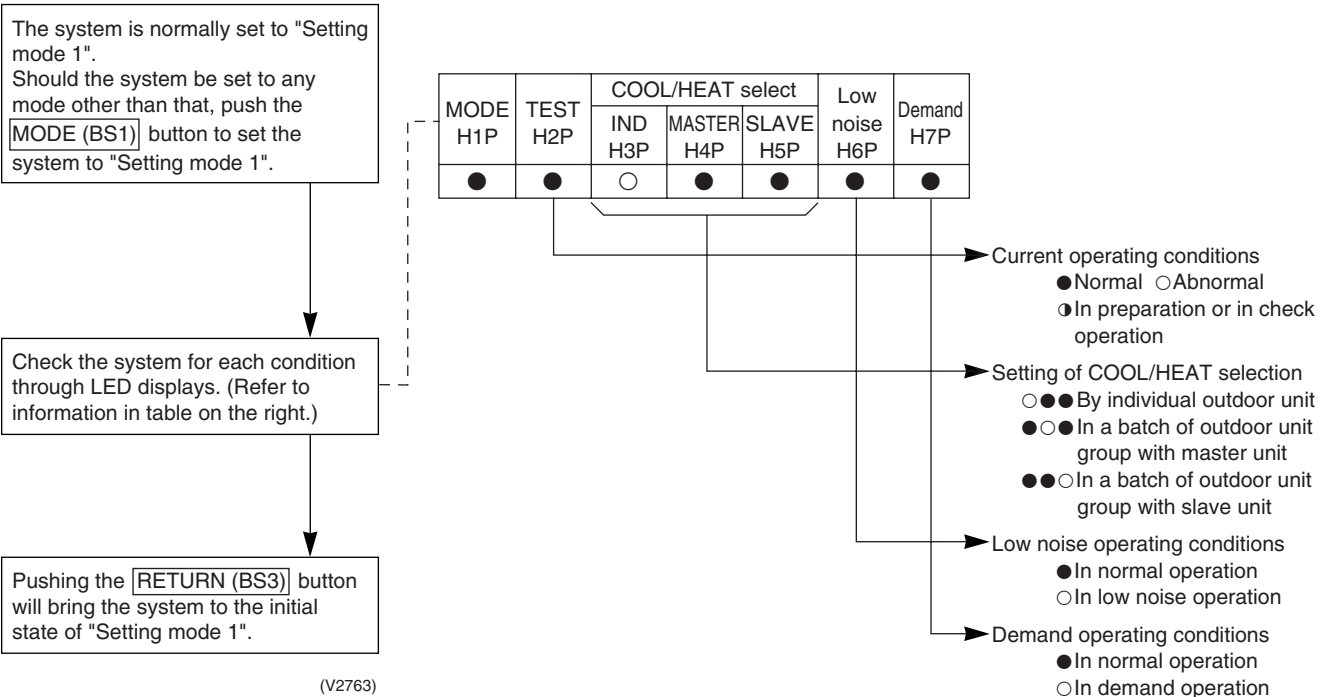 The system is normally set to "Setting
mode 1".
Should the system be set to any
mode other than that, push the
MODE (BS1) button to set the
system to "Setting mode 1".
Check the system for each condition
through LED displays. (Refer to
information in table on the right.)
Pushing the RETURN (BS3) button
will bring the system to the initial
state of "Setting mode 1".
(V2763)
MODE
H1P
TEST
H2P
COOL/HEAT select
IND
H3P
MASTER
H4P
SLAVE
H5P
Low
noise
H6P
Demand
H7P
● ● ○ ● ● ● ●
Current operating conditions
●Normal ○Abnormal
◑In preparation or in check
operation
Setting of COOL/HEAT selection
○●●By individual outdoor unit
●○●In a batch of outdoor unit
group with master unit
●●○In a batch of outdoor unit
group with slave unit
Low noise operating conditions
●In normal operation
○In low noise operation
Demand operating conditions
●In normal operation
○In demand operation